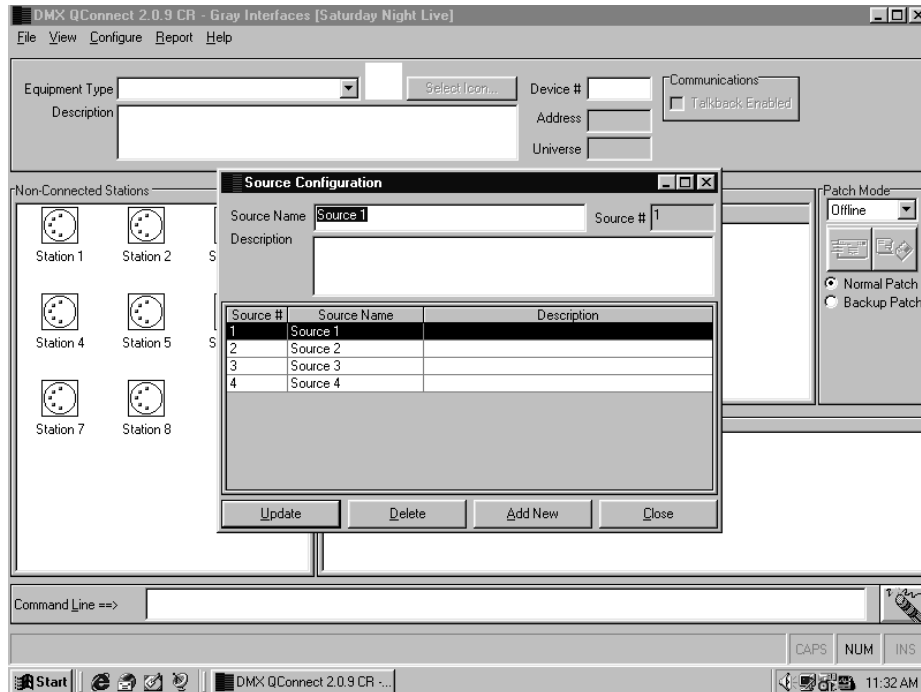 DMX QConnect 2.0.9 CR - Gray Interfaces [Saturday Night Live]
File View Configure Report Help
Equipment Type
Select Icon...
Device #
Communications
Talkback Enabled
Description
Address
Universe
Non-Connected Stations
Patch Mode
Offline
Normal Patch
Backup Patch
Station 1
Station 2
S
Station 4
Station 5
S
Station 7
Station 8
Source Configuration
Source Name Source 1
Source # 1
Description
Source # Source Name Description
1 Source 1
2 Source 2
3 Source 3
4 Source 4
Update Delete Add New Close
Command Line ==>
CAPS NUM INS
Start DMX QConnect 2.0.9 CR -... 11:32 AM